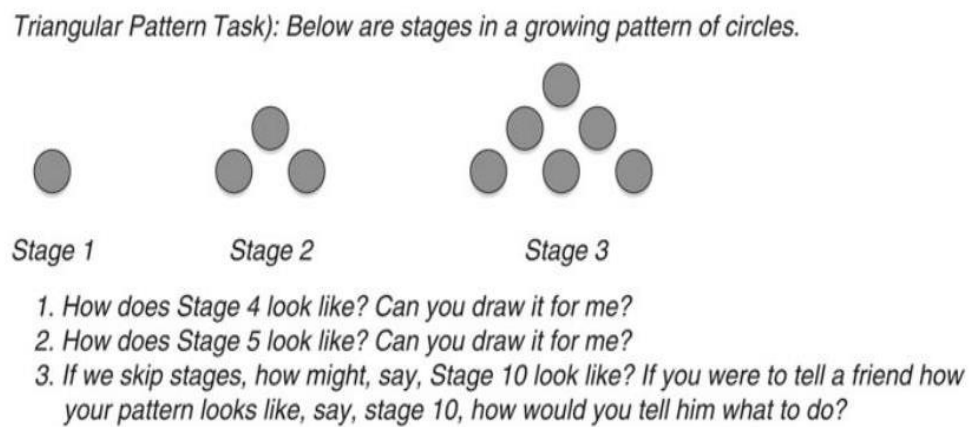 Triangular Pattern Task): Below are stages in a growing pattern of circles.
Stage 1 Stage 2 Stage 3
1. How does Stage 4 look like? Can you draw it for me?
2. How does Stage 5 look like? Can you draw it for me?
3. If we skip stages, how might, say, Stage 10 look like? If you were to tell a friend how
your pattern looks like, say, stage 10, how would you tell him what to do?